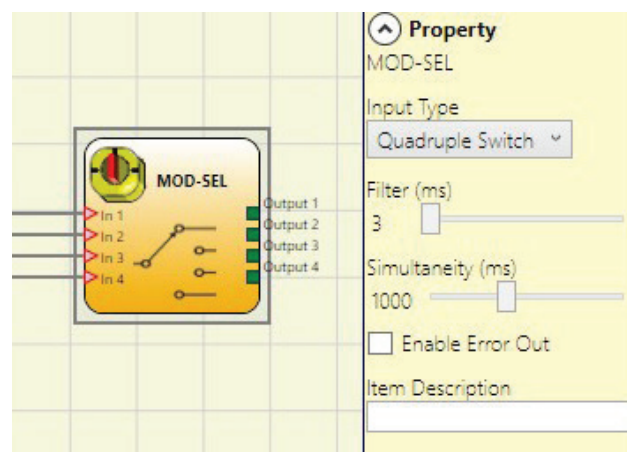 MOD-SEL
In 1
In 2
In 3
In 4
Output 1
Output 2
Output 3
Output 4
Property
MOD-SEL
Input Type
Quadruple Switch
Filter (ms)
3
Simultaneity (ms)
1000
Enable Error Out
Item Description